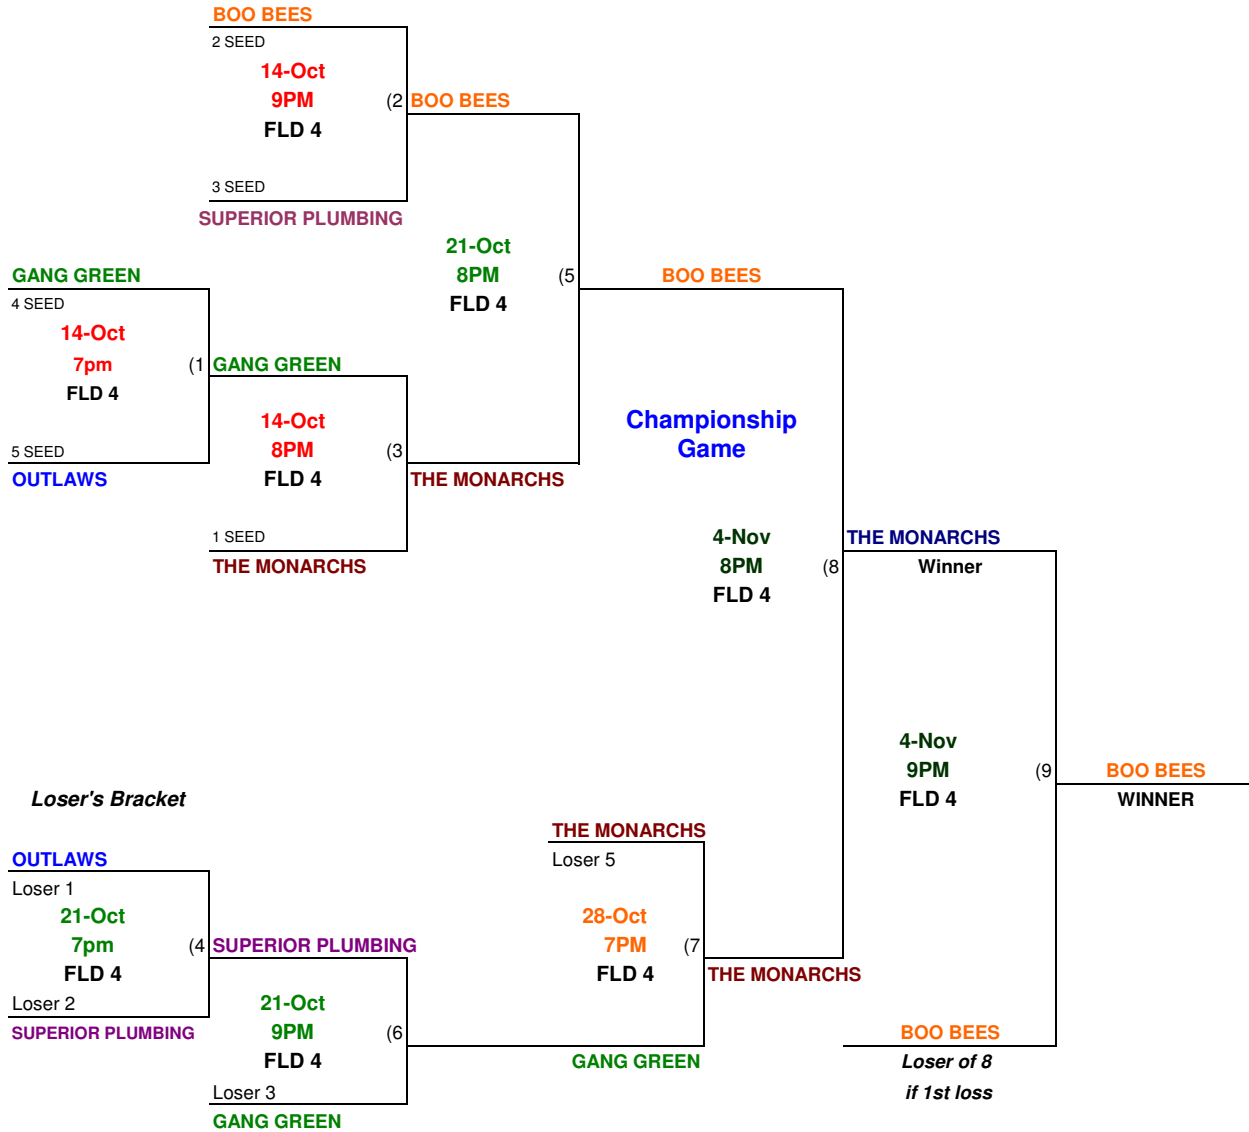 BOO BEES
2 SEED
14-Oct
9PM
(2
BOO BEES
FLD 4
3 SEED
SUPERIOR PLUMBING
21-Oct
8PM
(5
BOO BEES
FLD 4
GANG GREEN
4 SEED
14-Oct
7pm
(1
GANG GREEN
FLD 4
5 SEED
OUTLAWS
14-Oct
8PM
(3
FLD 4
THE MONARCHS
1 SEED
THE MONARCHS
Championship
Game
4-Nov
8PM
(8
FLD 4
THE MONARCHS
Winner
4-Nov
9PM
(9
FLD 4
BOO BEES
WINNER
Loser's Bracket
OUTLAWS
Loser 1
21-Oct
7pm
(4
SUPERIOR PLUMBING
FLD 4
Loser 2
SUPERIOR PLUMBING
21-Oct
9PM
(6
FLD 4
Loser 3
GANG GREEN
THE MONARCHS
Loser 5
28-Oct
7PM
(7
FLD 4
THE MONARCHS
GANG GREEN
BOO BEES
Loser of 8
if 1st loss